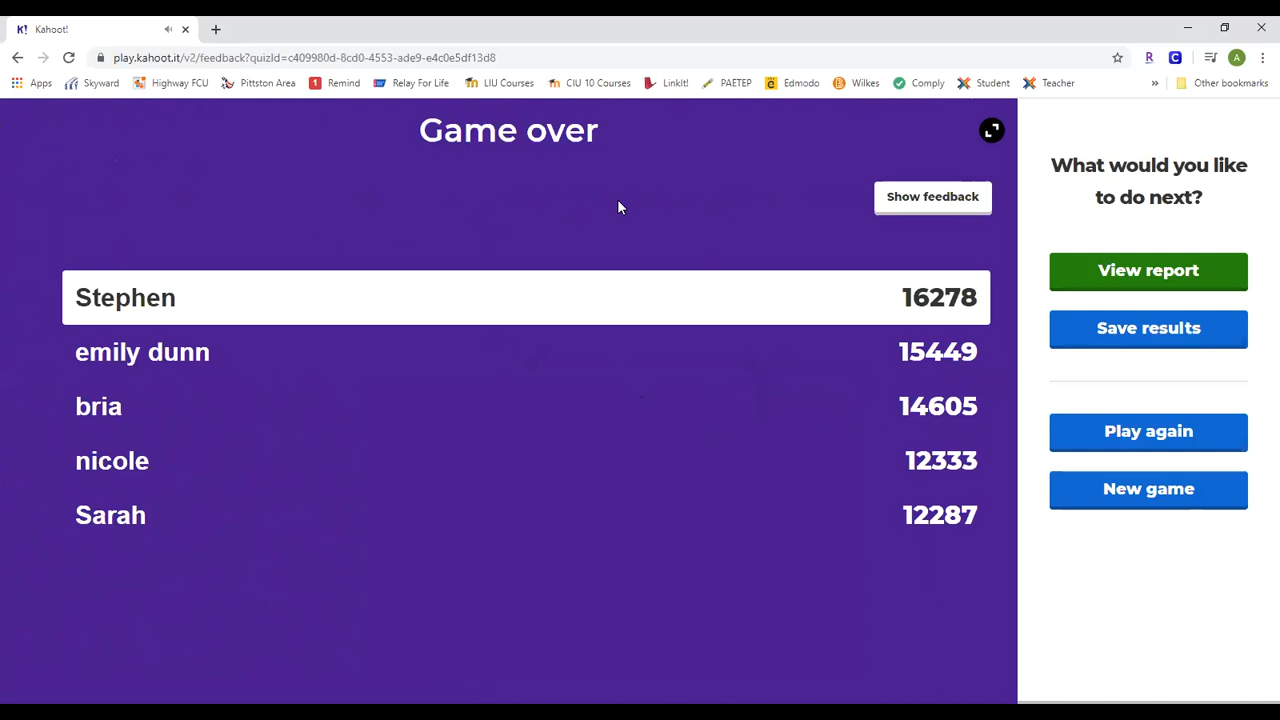 K! Kahoot!
play.kahoot.it/v2/feedback?quizId=c409980d-8cd0-4553-ade9-e4c0e5df13d8
R C A
Apps Skyward Highway FCU Pittston Area 1 Remind Relay For Life LIU Courses CIU 10 Courses LinkIt! PAETEP Edmodo Wilkes Comply Student Teacher » Other bookmarks
Game over
Show feedback
Stephen 16278
emily dunn 15449
bria 14605
nicole 12333
Sarah 12287
What would you like
to do next?
View report
Save results
Play again
New game